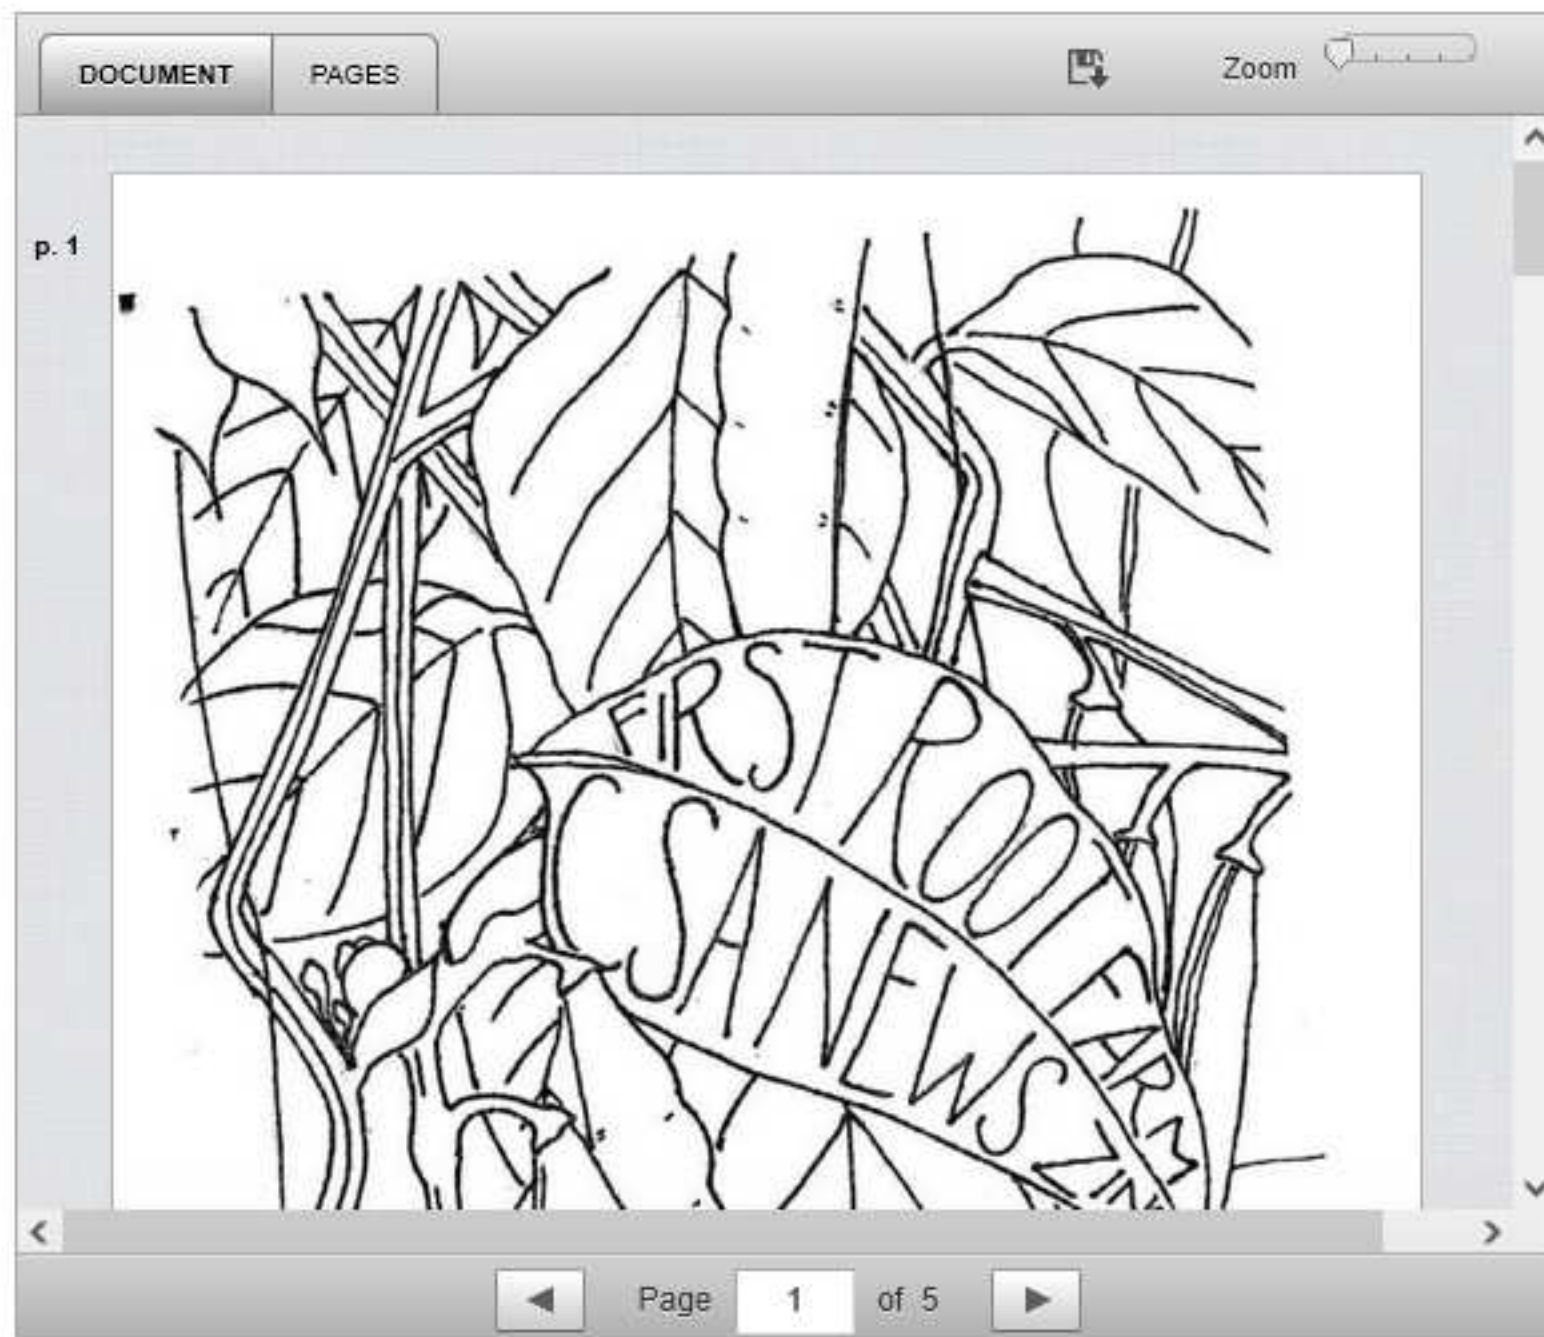 DOCUMENT PAGES Zoom
p. 1
FIRST ROOT FARM
CSA NEWS
Page 1 of 5